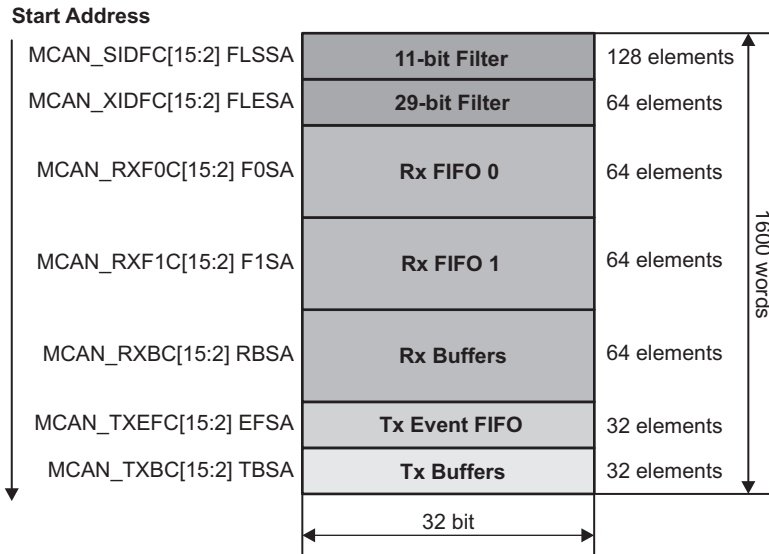 Start Address
MCAN_SIDFC[15:2] FLSSA 11-bit Filter 128 elements
MCAN_XIDFC[15:2] FLESA 29-bit Filter 64 elements
MCAN_RXF0C[15:2] F0SA Rx FIFO 0 64 elements
MCAN_RXF1C[15:2] F1SA Rx FIFO 1 64 elements
1600 words
MCAN_RXBC[15:2] RBSA Rx Buffers 64 elements
MCAN_TXEFC[15:2] EFSA Tx Event FIFO 32 elements
MCAN_TXBC[15:2] TBSA Tx Buffers 32 elements
32 bit